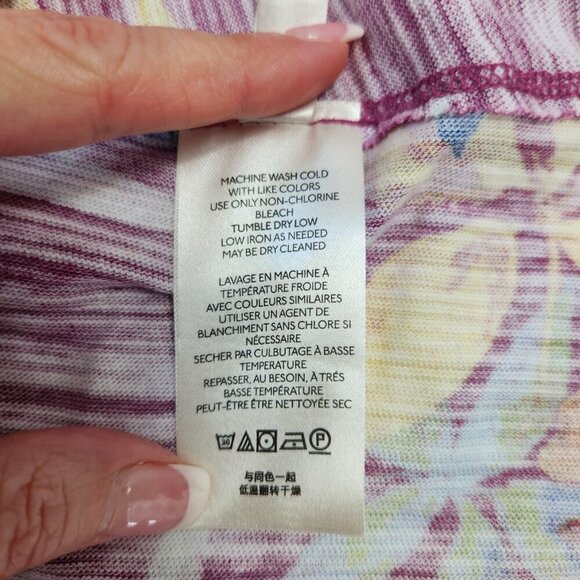 MACHINE WASH COLD
WITH LIKE COLORS
USE ONLY NON-CHLORINE
BLEACH
TUMBLE DRY LOW
LOW IRON AS NEEDED
MAY BE DRY CLEANED
LAVAGE EN MACHINE À
TEMPÉRATURE FROIDE
AVEC COULEURS SIMILAIRES
UTILISER UN AGENT DE
BLANCHIMENT SANS CHLORE SI
NÉCESSAIRE
SECHER PAR CULBUTAGE À BASSE
TEMPÉRATURE
REPASSER, AU BESOIN, À TRÉS
BASSE TEMPÉRATURE
PEUT-ÊTRE ÊTRE NETTOYÉE SEC
30 P
与同色一起
低温翻转干燥